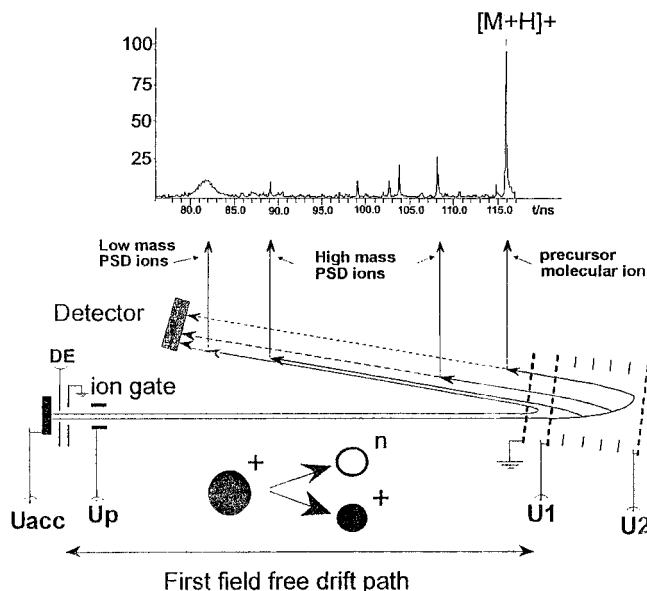 [M+H]+
100
75
50
25
80.0 85.0 90.0 95.0 100.0 105.0 110.0 115.0 t/ns
Low mass
PSD ions
High mass
PSD ions
precursor
molecular ion
Detector
DE
ion gate
+
n
+
Uacc
Up
U1
U2
First field free drift path